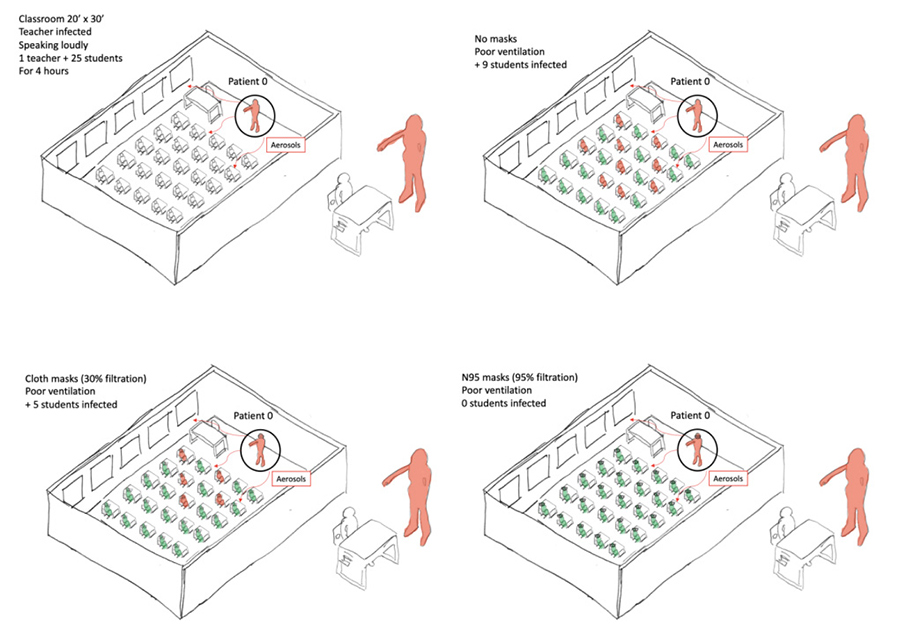 Classroom 20’ x 30’
Teacher infected
Speaking loudly
1 teacher + 25 students
For 4 hours
Patient 0
Aerosols
No masks
Poor ventilation
+ 9 students infected
Patient 0
Aerosols
Cloth masks (30% filtration)
Poor ventilation
+ 5 students infected
Patient 0
Aerosols
N95 masks (95% filtration)
Poor ventilation
0 students infected
Patient 0
Aerosols